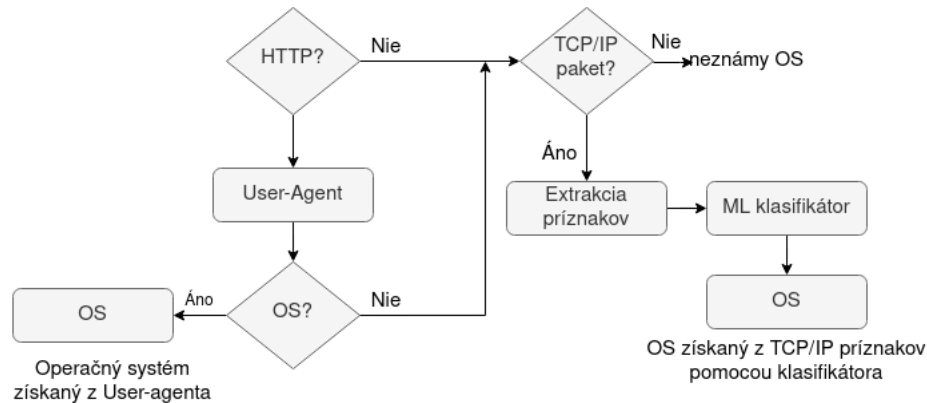 HTTP?
Nie
TCP/IP
paket?
Nie
neznámy OS
User-Agent
Áno
Extrakcia
príznakov
ML klasifikátor
OS
Áno
OS?
Nie
OS
Operačný systém
získaný z User-agenta
OS získaný z TCP/IP príznakov
pomocou klasifikátora